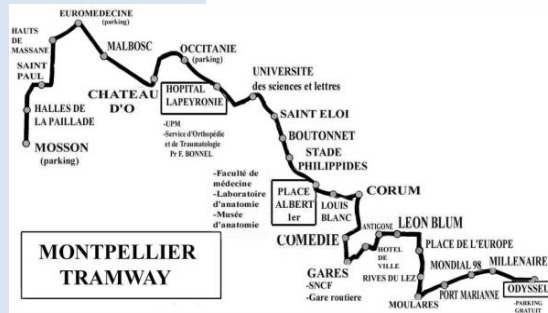 EUROMEDECINE
(parking)
HAUTS
DE
MASSANE
MALBOSC
OCCITANIE
(parking)
SAINT
PAUL
CHATEAU
D'O
HOPITAL
LAPEYRONIE
UNIVERSITE
des sciences et lettres
HALLES DE
LA PAILLADE
-UPM
-Service d'Orthopédie
et de Traumatologie
Pr F. BONNEL
SAINT ELOI
MOSSON
(parking)
BOUTONNET
STADE
PHILIPPIDES
-Faculté de
médecine
-Laboratoire
d'anatomie
-Musée
d'anatomie
PLACE
ALBERT
1er
LOUIS
BLANC
CORUM
COMEDIE
ANTIGONE
LEON BLUM
HOTEL
DE
VILLE
PLACE DE L'EUROPE
GARES
-SNCF
-Gare routiere
RIVES DU LEZ
MONDIAL 98
MILLENAIRE
MOULARES
PORT MARIANNE
ODYSSEU
-PARKING
GRATUIT
MONTPELLIER
TRAMWAY